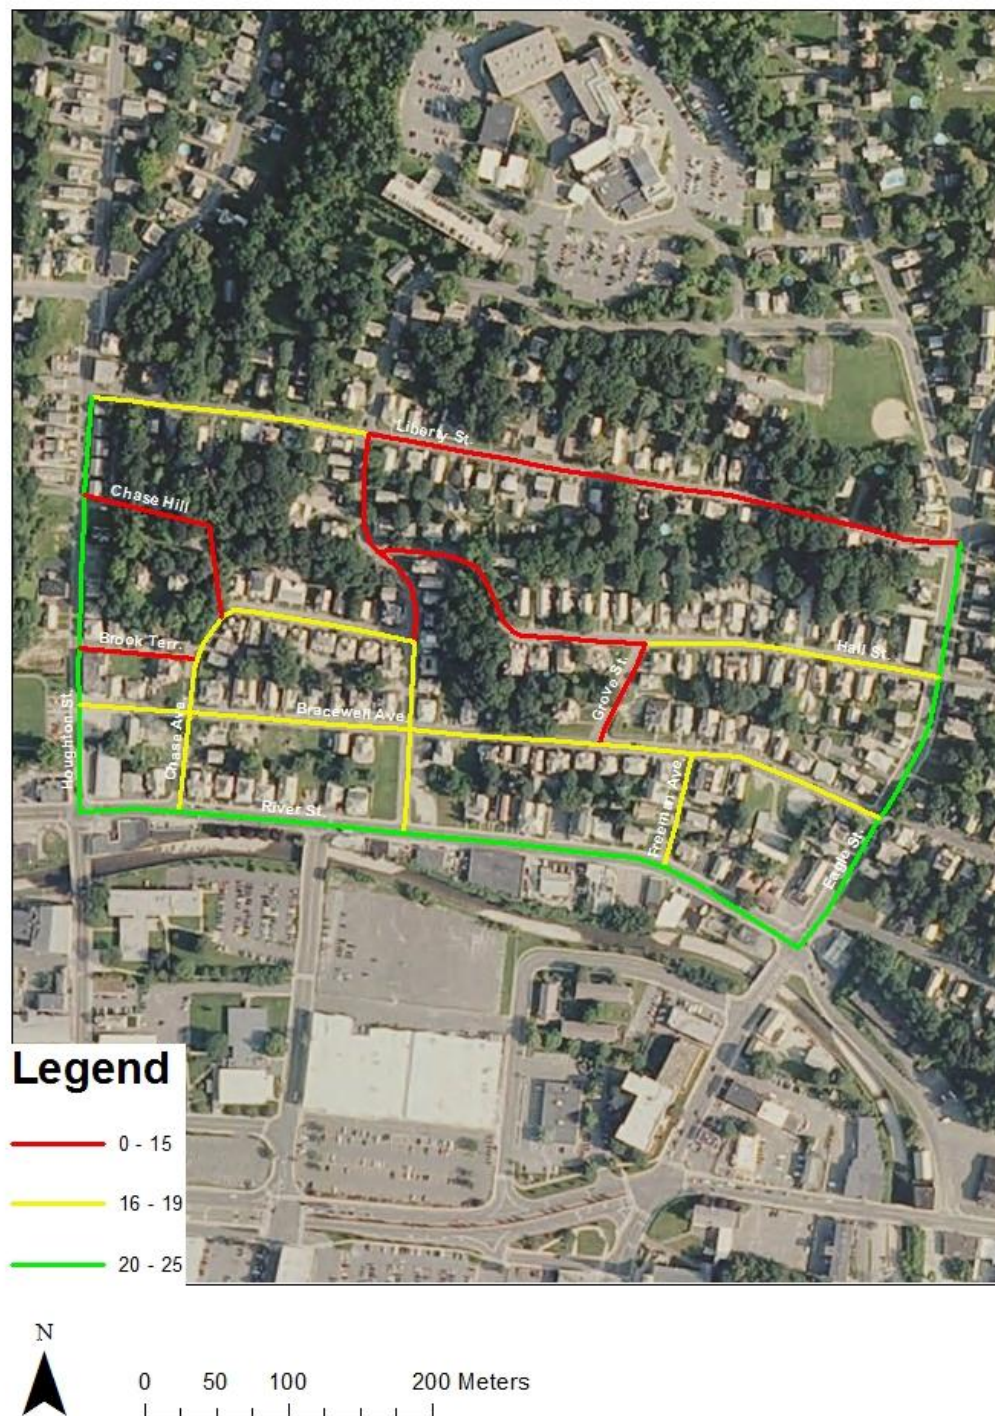 Liberty St.
Chase Hill
Brook Terr.
Hall St.
Grove St.
Houghton St.
Chase Ave.
Bracewell Ave.
River St.
Freeman Ave.
Eagle St.
Legend
0 - 15
16 - 19
20 - 25
N
0 50 100 200 Meters